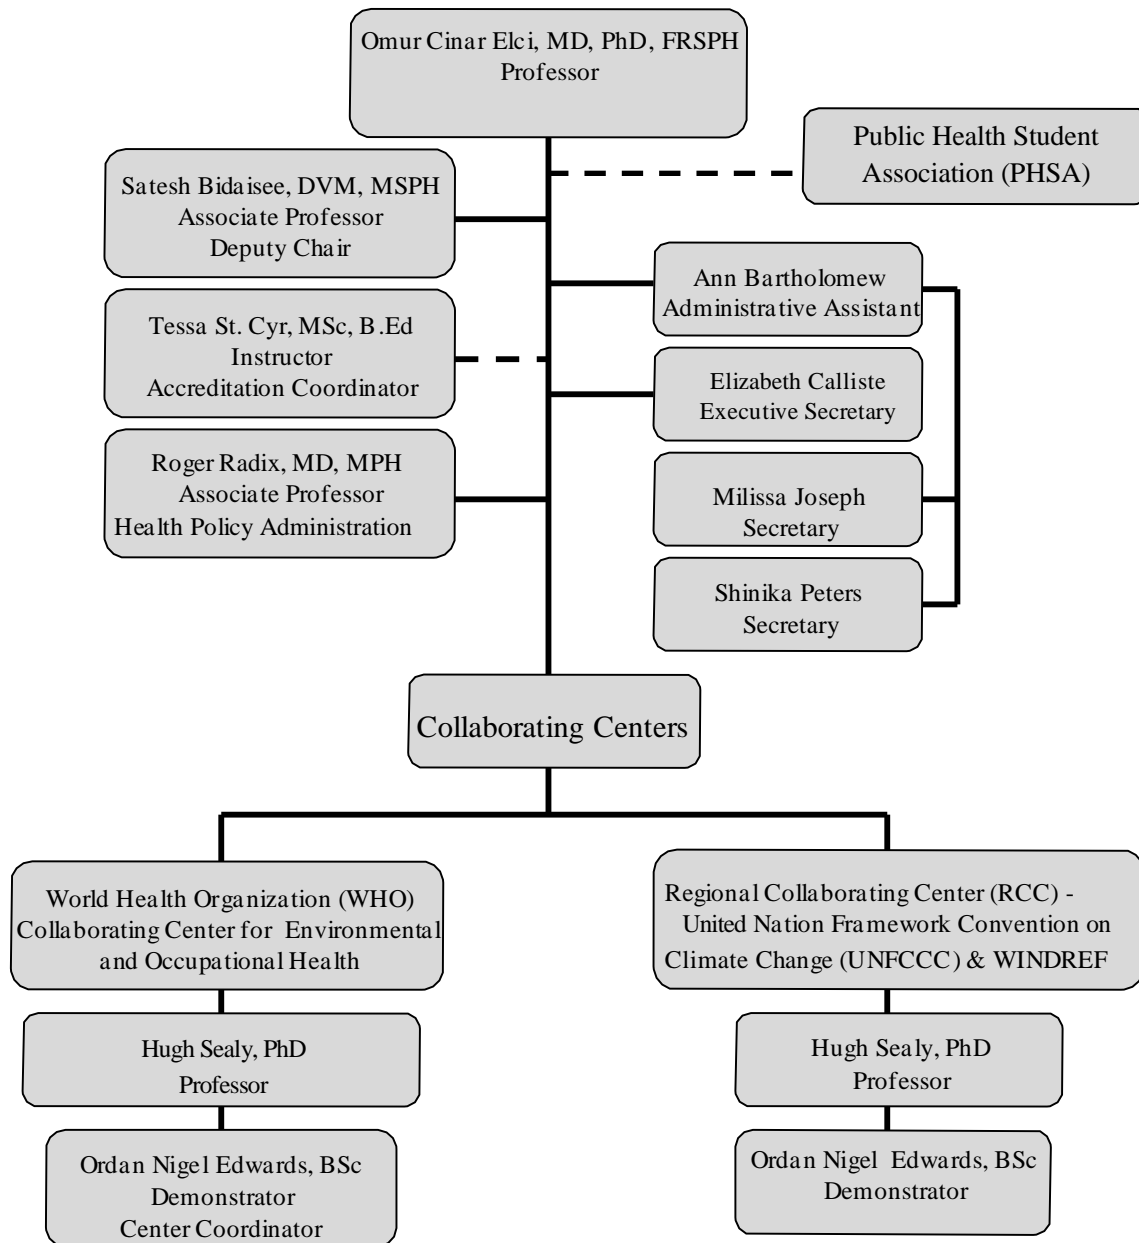 Omur Cinar Elci, MD, PhD, FRSPH
Professor
Public Health Student
Association (PHSA)
Satesh Bidaisee, DVM, MSPH
Associate Professor
Deputy Chair
Ann Bartholomew
Administrative Assistant
Tessa St. Cyr, MSc, B.Ed
Instructor
Accreditation Coordinator
Elizabeth Calliste
Executive Secretary
Roger Radix, MD, MPH
Associate Professor
Health Policy Administration
Milissa Joseph
Secretary
Shinika Peters
Secretary
Collaborating Centers
World Health Organization (WHO)
Collaborating Center for Environmental
and Occupational Health
Regional Collaborating Center (RCC) -
United Nation Framework Convention on
Climate Change (UNFCCC) & WINDREF
Hugh Sealy, PhD
Professor
Hugh Sealy, PhD
Professor
Ordan Nigel Edwards, BSc
Demonstrator
Center Coordinator
Ordan Nigel Edwards, BSc
Demonstrator